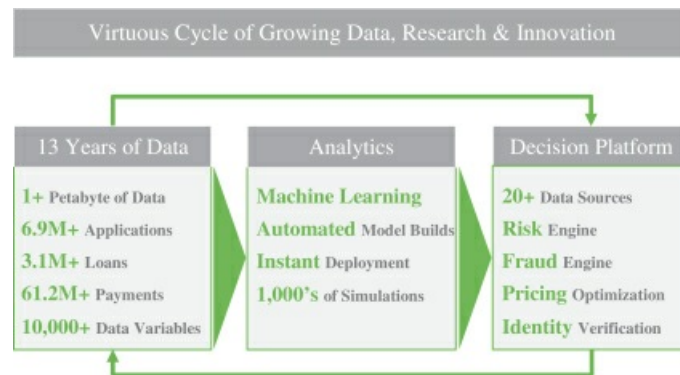 Virtuous Cycle of Growing Data, Research & Innovation
13 Years of Data
1+ Petabyte of Data
6.9M+ Applications
3.1M+ Loans
61.2M+ Payments
10,000+ Data Variables
Analytics
Machine Learning
Automated Model Builds
Instant Deployment
1,000’s of Simulations
Decision Platform
20+ Data Sources
Risk Engine
Fraud Engine
Pricing Optimization
Identity Verification